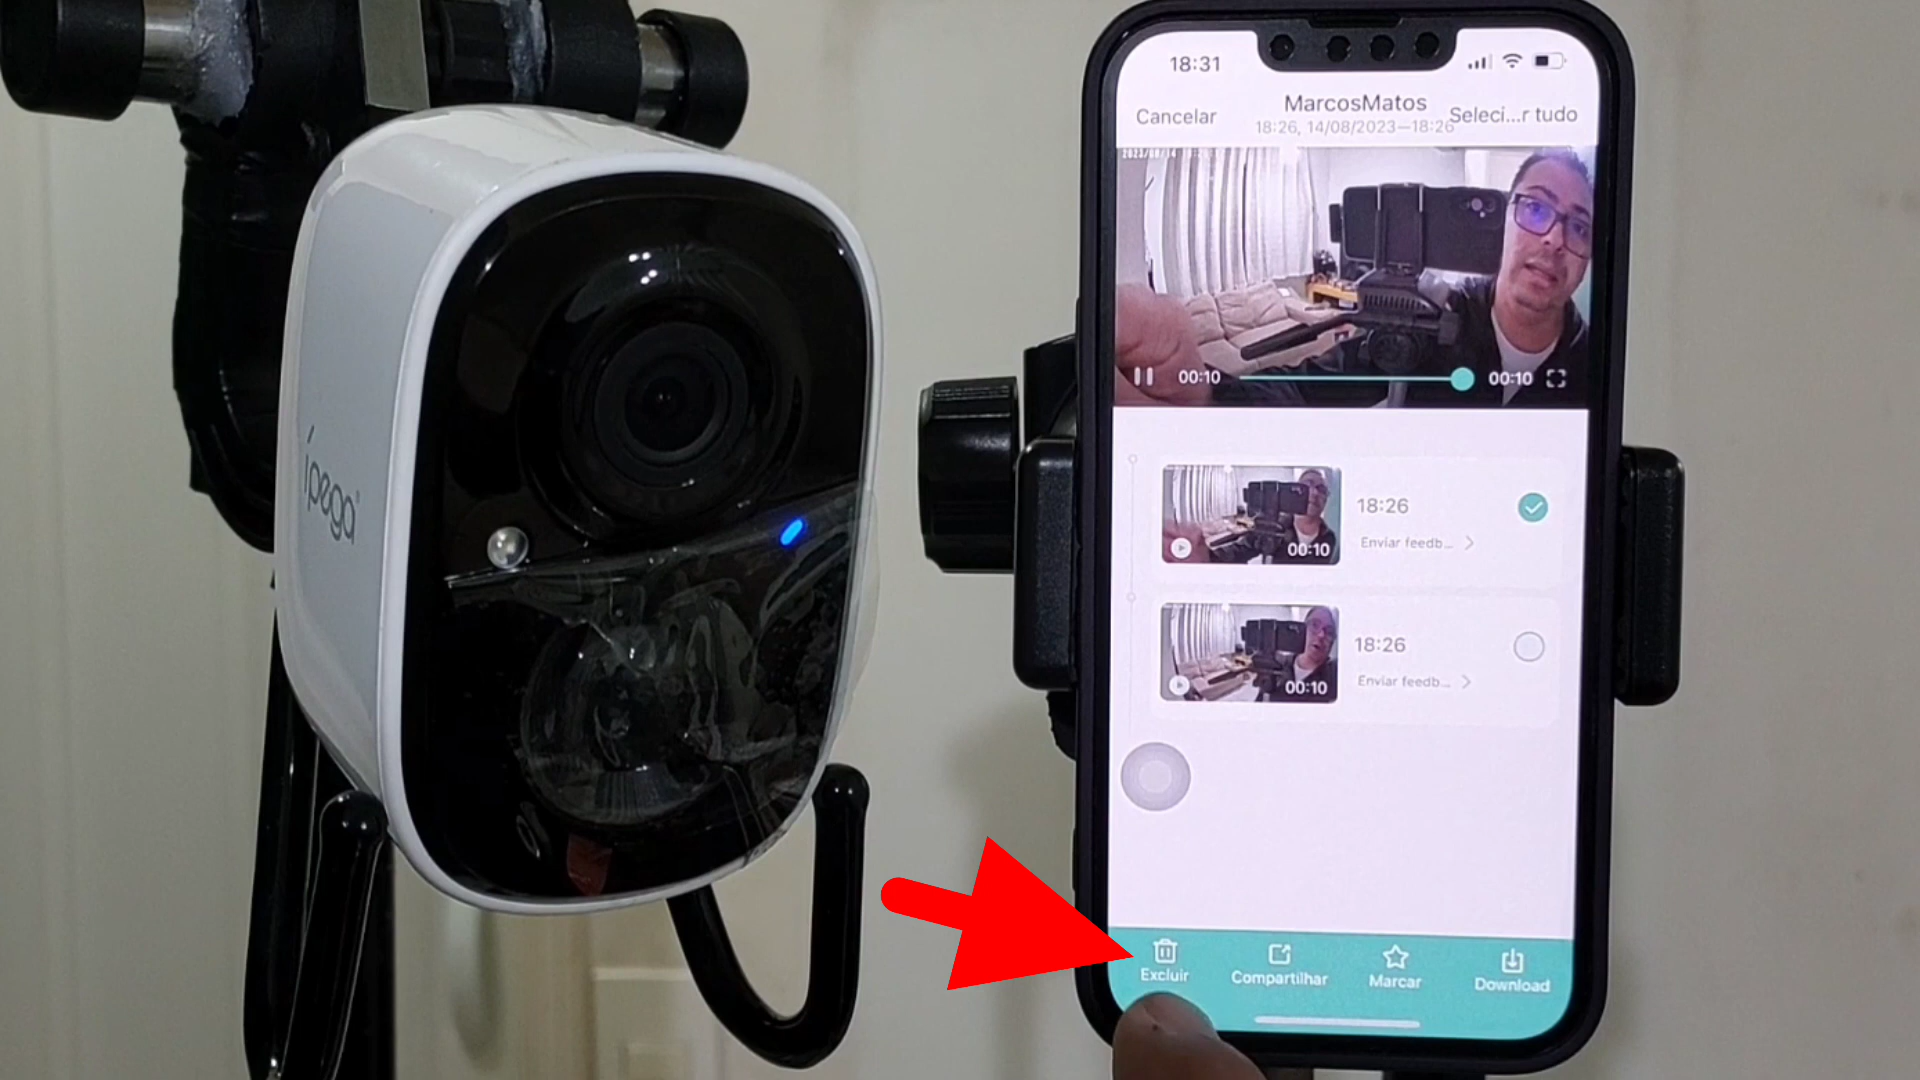 ípega
18:31
Cancelar
MarcosMatos
Seleci...r tudo
18:26, 14/08/2023—18:26
00:10
00:10
18:26
Enviar feedb...
00:10
18:26
Enviar feedb...
00:10
Excluir
Compartilhar
Marcar
Download